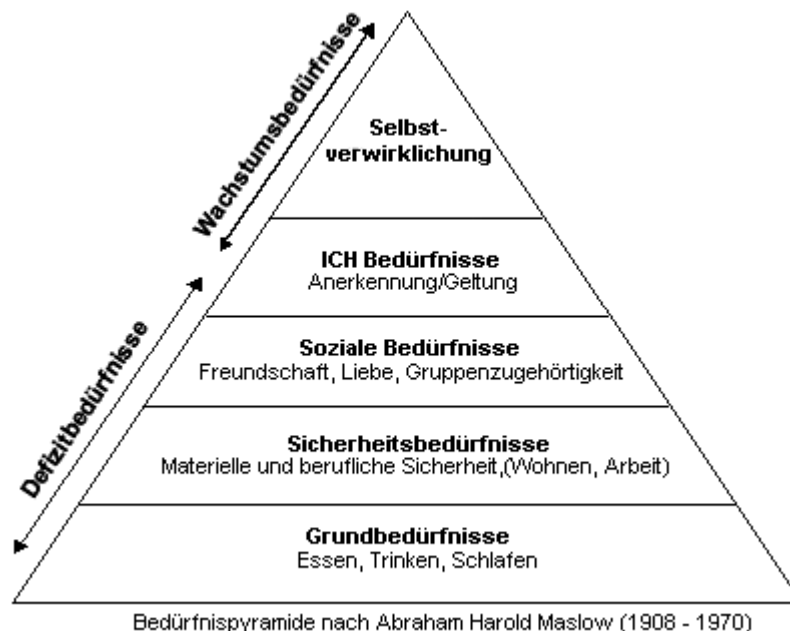 Wachstumsbedürfnisse
Defizitbedürfnisse
Selbst-
verwirklichung
ICH Bedürfnisse
Anerkennung/Geltung
Soziale Bedürfnisse
Freundschaft, Liebe, Gruppenzugehörtigkeit
Sicherheitsbedürfnisse
Materielle und berufliche Sicherheit,(Wohnen, Arbeit)
Grundbedürfnisse
Essen, Trinken, Schlafen
Bedürfnispyramide nach Abraham Harold Maslow (1908 - 1970)